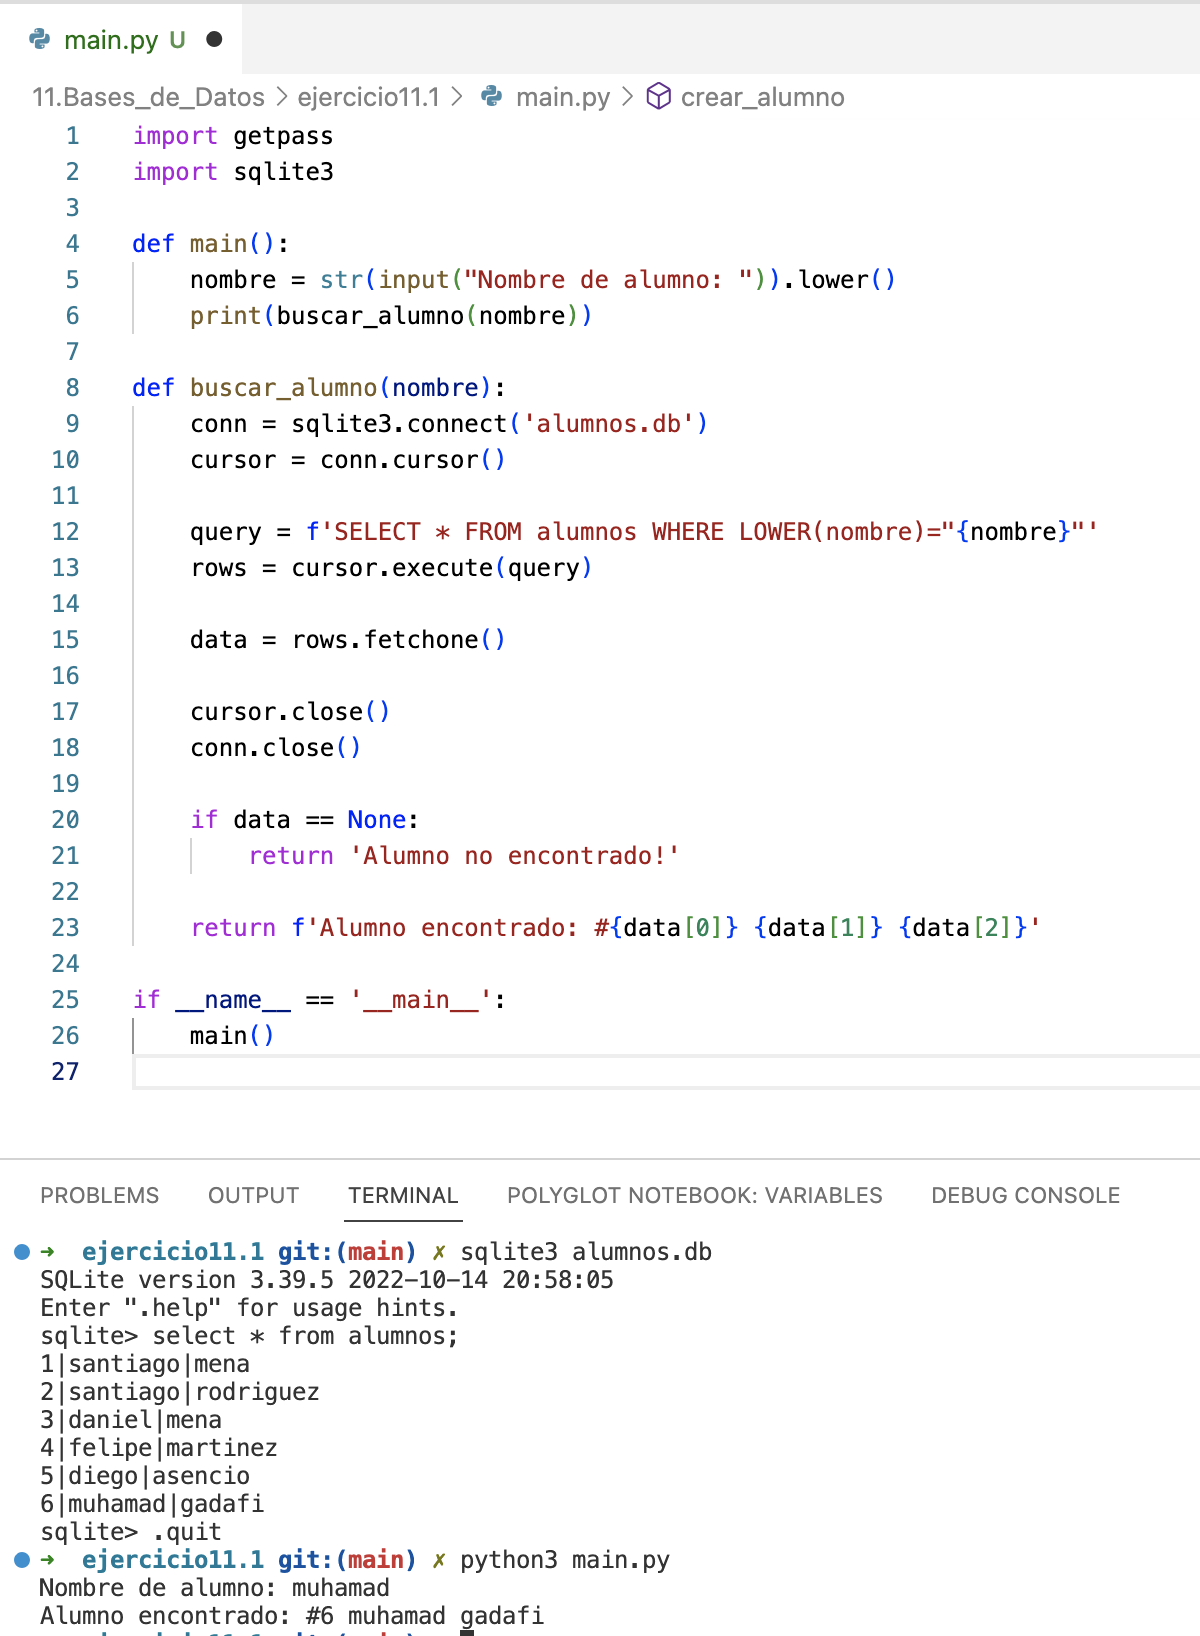 main.py U
11.Bases_de_Datos > ejercicio11.1 > main.py > crear_alumno
1 import getpass
2 import sqlite3
3
4 def main():
5     nombre = str(input("Nombre de alumno: ")).lower()
6     print(buscar_alumno(nombre))
7
8 def buscar_alumno(nombre):
9     conn = sqlite3.connect('alumnos.db')
10     cursor = conn.cursor()
11
12     query = f'SELECT * FROM alumnos WHERE LOWER(nombre)="{nombre}"'
13     rows = cursor.execute(query)
14
15     data = rows.fetchone()
16
17     cursor.close()
18     conn.close()
19
20     if data == None:
21         return 'Alumno no encontrado!'
22
23     return f'Alumno encontrado: #{data[0]} {data[1]} {data[2]}'
24
25 if __name__ == '__main__':
26     main()
27
PROBLEMS OUTPUT TERMINAL POLYGLOT NOTEBOOK: VARIABLES DEBUG CONSOLE
➜ ejercicio11.1 git:(main) ✗ sqlite3 alumnos.db
SQLite version 3.39.5 2022-10-14 20:58:05
Enter ".help" for usage hints.
sqlite> select * from alumnos;
1|santiago|mena
2|santiago|rodriguez
3|daniel|mena
4|felipe|martinez
5|diego|asencio
6|muhamad|gadafi
sqlite> .quit
➜ ejercicio11.1 git:(main) ✗ python3 main.py
Nombre de alumno: muhamad
Alumno encontrado: #6 muhamad gadafi